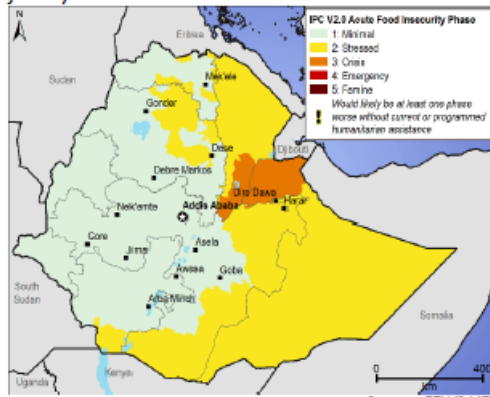 N
IPC V2.0 Acute Food Insecurity Phase
1: Minimal
2: Stressed
3: Crisis
4: Emergency
5: Famine
! Would likely be at least one phase
worse without current or programmed
humanitarian assistance
Eritrea
Sudan
Mek'ele
Gonder
Djibouti
Dese
Debre Markos
Dire Dawa
Harar
Nek'emte
Addis Ababa
Gore
Jima
Asela
Awasa
Goba
Arba Minch
South
Sudan
Somalia
Uganda
Kenya
0 400
km